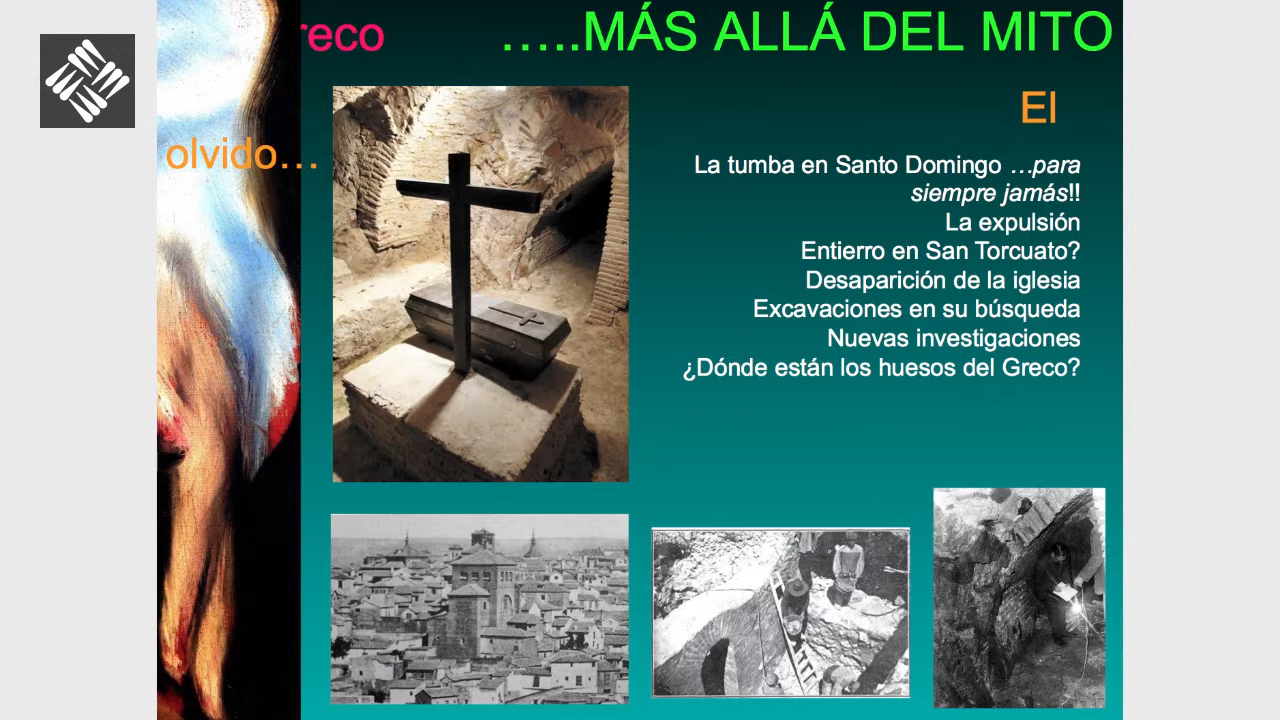 reco …..MÁS ALLÁ DEL MITO
El
olvido…
La tumba en Santo Domingo …para
siempre jamás!!
La expulsión
Entierro en San Torcuato?
Desaparición de la iglesia
Excavaciones en su búsqueda
Nuevas investigaciones
¿Dónde están los huesos del Greco?